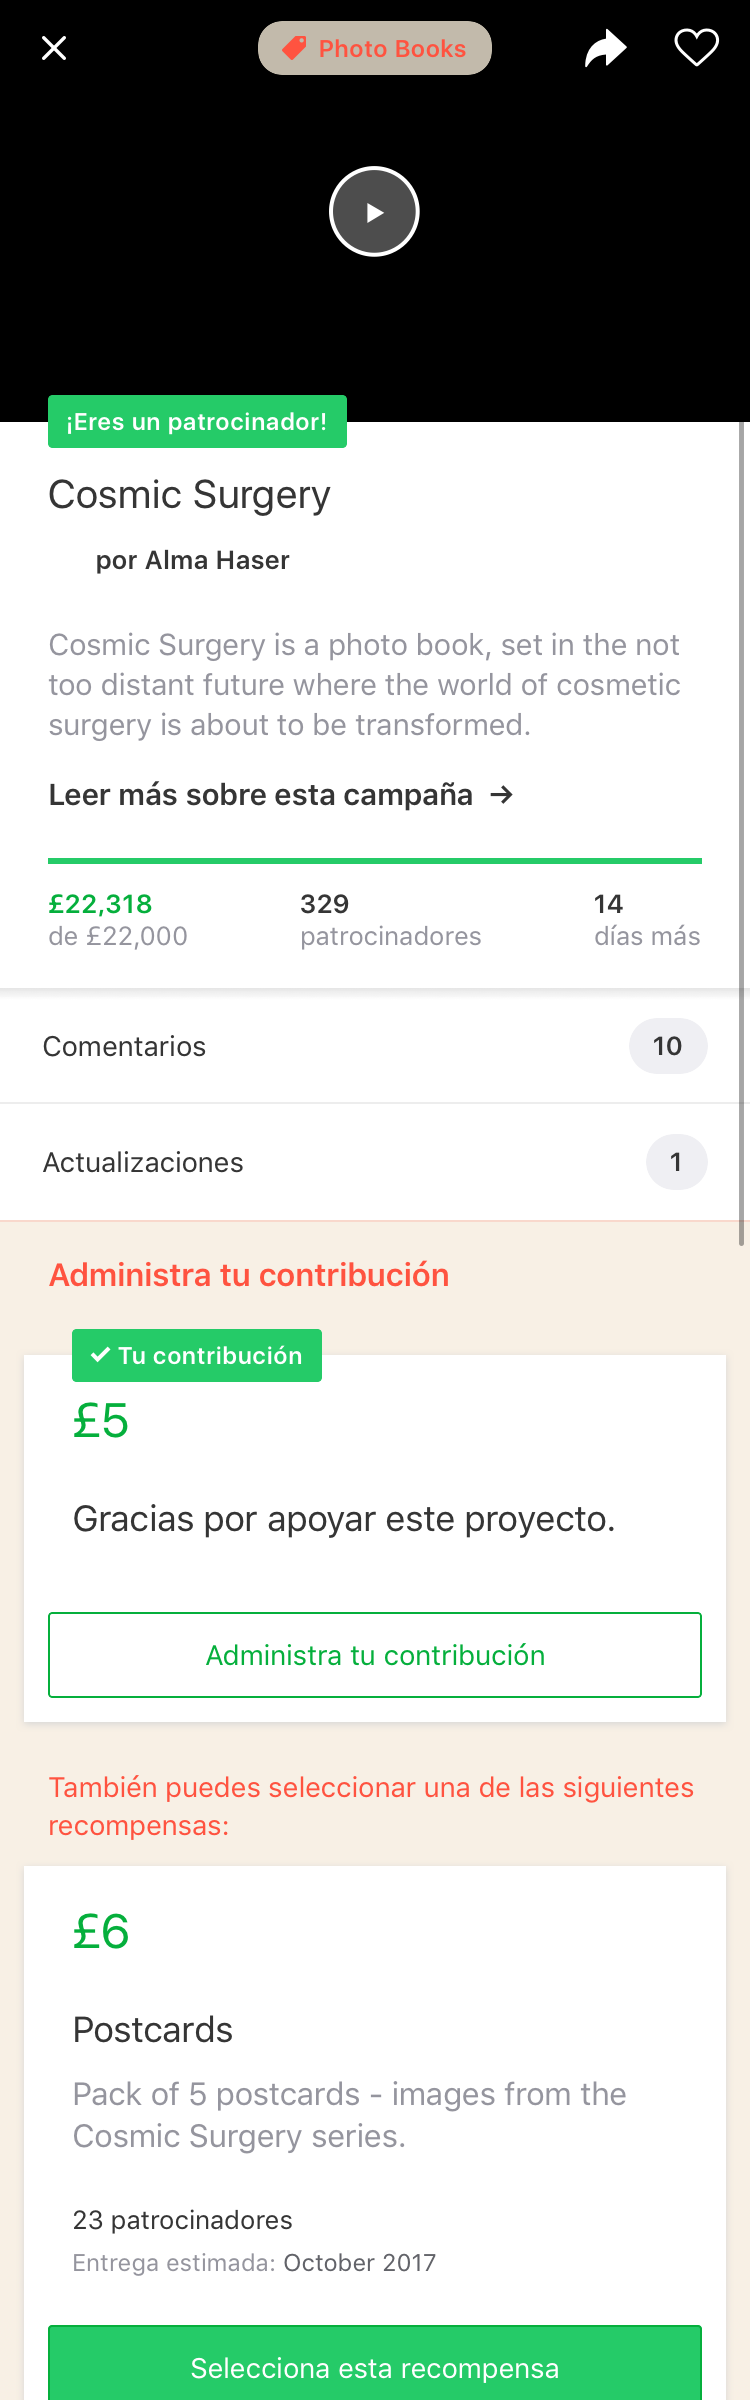 Photo Books
¡Eres un patrocinador!
Cosmic Surgery
por Alma Haser
Cosmic Surgery is a photo book, set in the not
too distant future where the world of cosmetic
surgery is about to be transformed.
Leer más sobre esta campaña →
£22,318
de £22,000
329
patrocinadores
14
días más
Comentarios
10
Actualizaciones
1
Administra tu contribución
Tu contribución
£5
Gracias por apoyar este proyecto.
Administra tu contribución
También puedes seleccionar una de las siguientes
recompensas:
£6
Postcards
Pack of 5 postcards - images from the
Cosmic Surgery series.
23 patrocinadores
Entrega estimada: October 2017
Selecciona esta recompensa